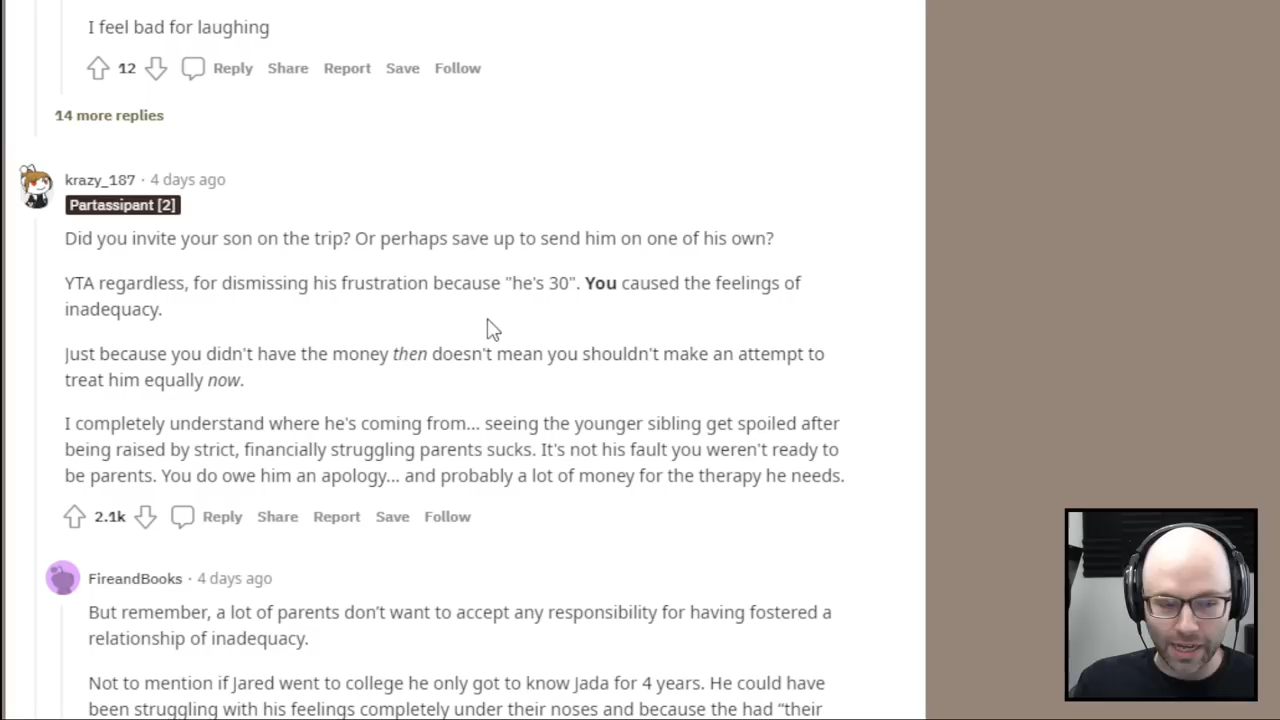 I feel bad for laughing
12 Reply Share Report Save Follow
14 more replies
krazy_187 · 4 days ago
Partassipant [2]
Did you invite your son on the trip? Or perhaps save up to send him on one of his own?
YTA regardless, for dismissing his frustration because "he's 30". You caused the feelings of
inadequacy.
Just because you didn't have the money then doesn't mean you shouldn't make an attempt to
treat him equally now.
I completely understand where he's coming from... seeing the younger sibling get spoiled after
being raised by strict, financially struggling parents sucks. It's not his fault you weren't ready to
be parents. You do owe him an apology... and probably a lot of money for the therapy he needs.
2.1k Reply Share Report Save Follow
FireandBooks · 4 days ago
But remember, a lot of parents don’t want to accept any responsibility for having fostered a
relationship of inadequacy.
Not to mention if Jared went to college he only got to know Jada for 4 years. He could have
been struggling with his feelings completely under their noses and because the had “their